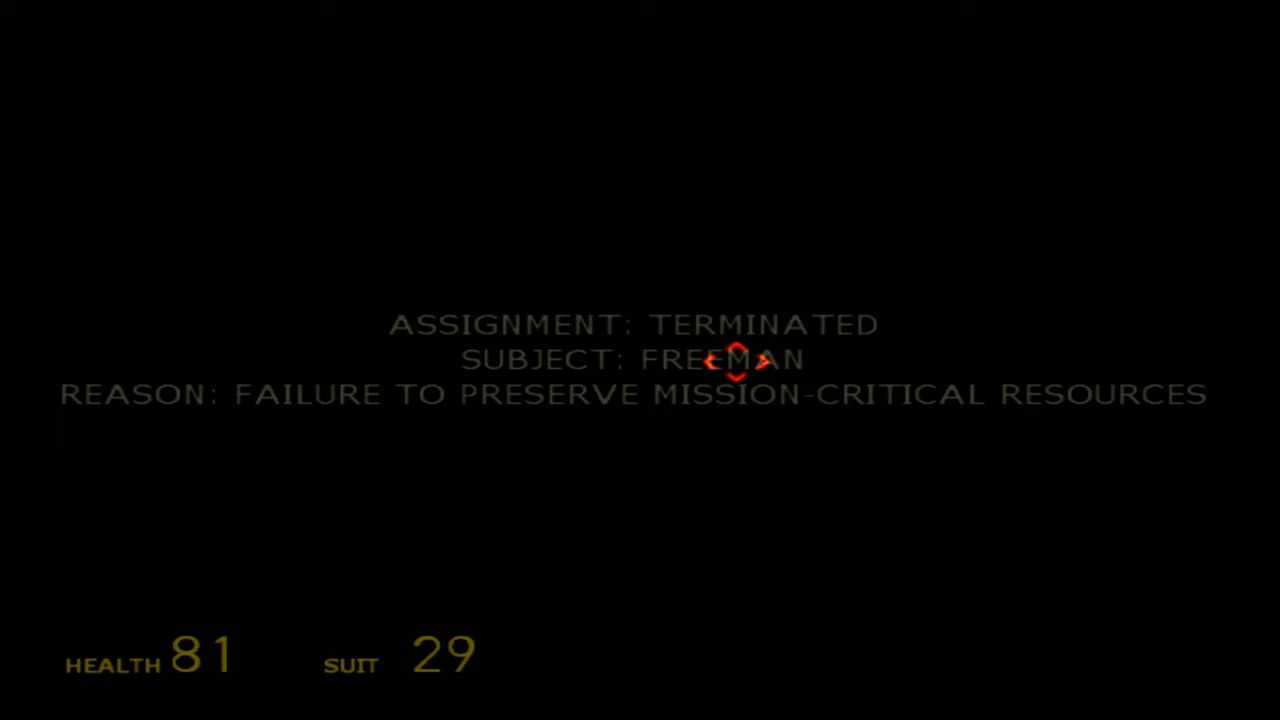 ASSIGNMENT: TERMINATED
SUBJECT: FREEMAN
REASON: FAILURE TO PRESERVE MISSION-CRITICAL RESOURCES
HEALTH 81 SUIT 29